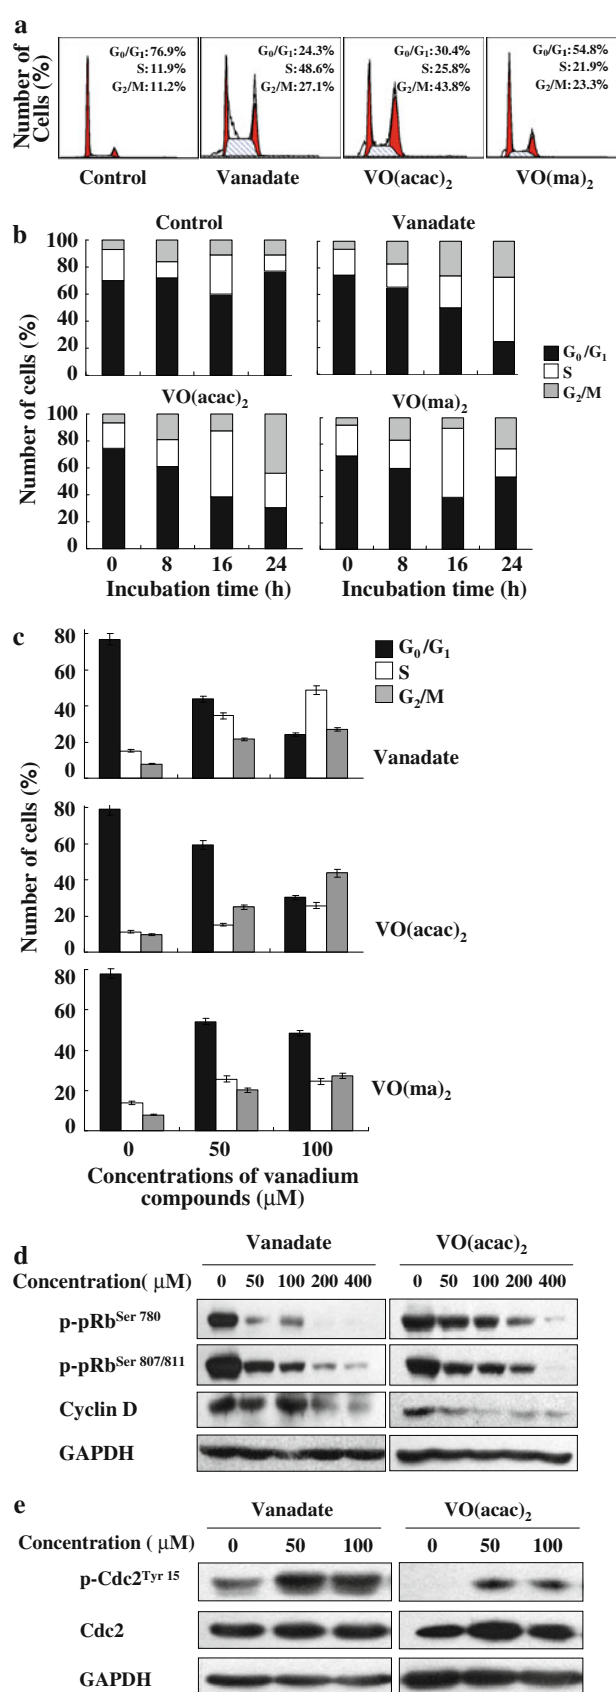 a
Number of
Cells (%)
G₀/G₁: 76.9%
S: 11.9%
G₂/M: 11.2%
G₀/G₁: 24.3%
S: 48.6%
G₂/M: 27.1%
G₀/G₁: 30.4%
S: 25.8%
G₂/M: 43.8%
G₀/G₁: 54.8%
S: 21.9%
G₂/M: 23.3%
Control Vanadate VO(acac)₂ VO(ma)₂
b
Number of cells (%)
Control Vanadate
100
80
60
40
20
0
G₀/G₁
S
G₂/M
VO(acac)₂ VO(ma)₂
100
80
60
40
20
0
0 8 16 24 0 8 16 24
Incubation time (h) Incubation time (h)
c
Number of cells (%)
80
60
40
20
0
G₀/G₁
S
G₂/M
Vanadate
80
60
40
20
0
VO(acac)₂
80
60
40
20
0
VO(ma)₂
0 50 100
Concentrations of vanadium
compounds (μM)
d
Vanadate VO(acac)₂
Concentration( μM) 0 50 100 200 400 0 50 100 200 400
p-pRb^Ser 780
p-pRb^Ser 807/811
Cyclin D
GAPDH
e
Vanadate VO(acac)₂
Concentration ( μM) 0 50 100 0 50 100
p-Cdc2^Tyr 15
Cdc2
GAPDH